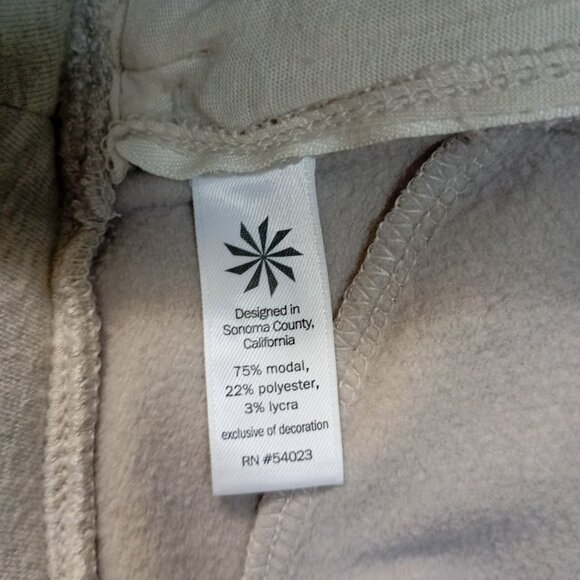 Designed in
Sonoma County,
California
75% modal,
22% polyester,
3% lycra
exclusive of decoration
RN #54023